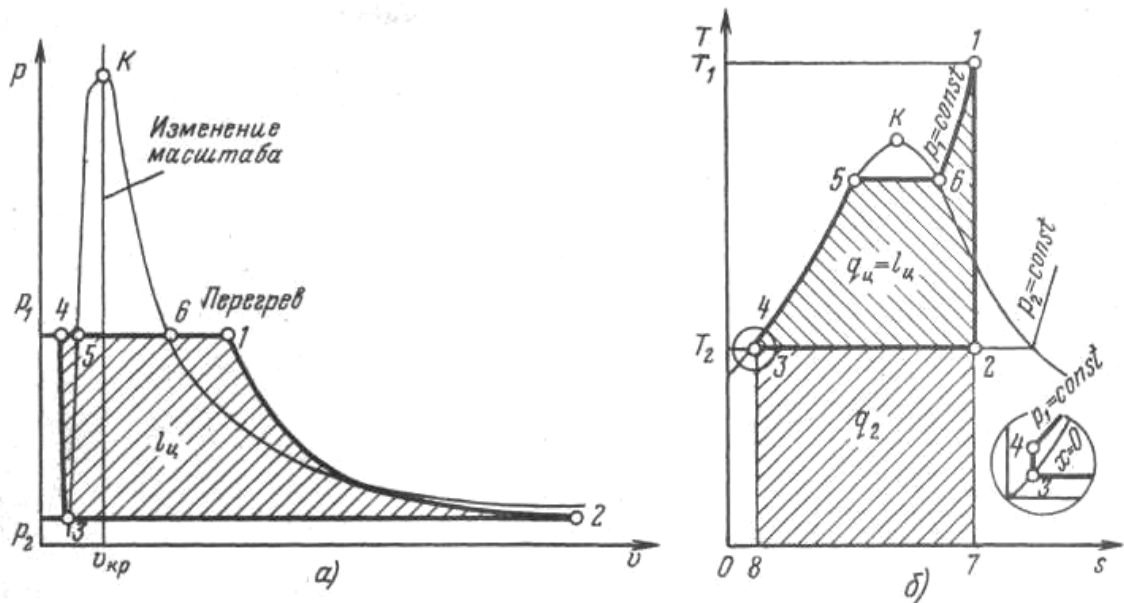 p
K
Изменение
масштаба
p₁
4
5
6
Перегрев
1
lц
p₂
3
2
υкр
υ
а)
T
T₁
1
p₁=const
K
5
6
qц=lц
p₂=const
4
T₂
3
2
p₁=const
q₂
4
x=0
3
0
8
7
s
б)